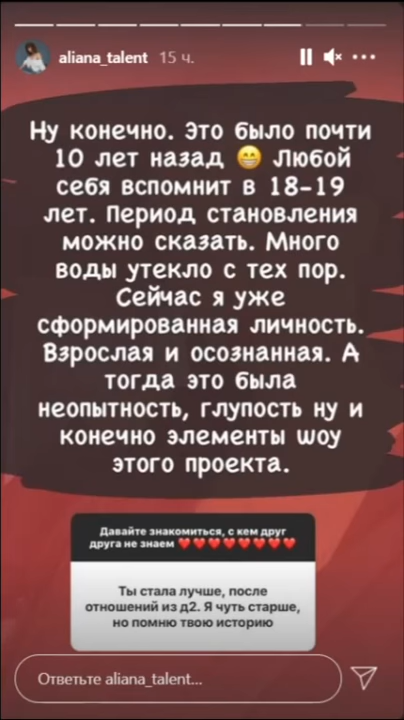 aliana_talent 15 ч.
Ну конечно. Это было почти
10 лет назад 😁 Любой
себя вспомнит в 18-19
лет. Период становления
можно сказать. Много
воды утекло с тех пор.
Сейчас я уже
сформированная личность.
Взрослая и осознанная. А
тогда это была
неопытность, глупость ну и
конечно элементы шоу
этого проекта.
Давайте знакомиться, с кем друг
друга не знаем ❤️❤️❤️❤️❤️❤️❤️❤️
Ты стала лучше, после
отношений из д2. Я чуть старше,
но помню твою историю
Ответьте aliana_talent...